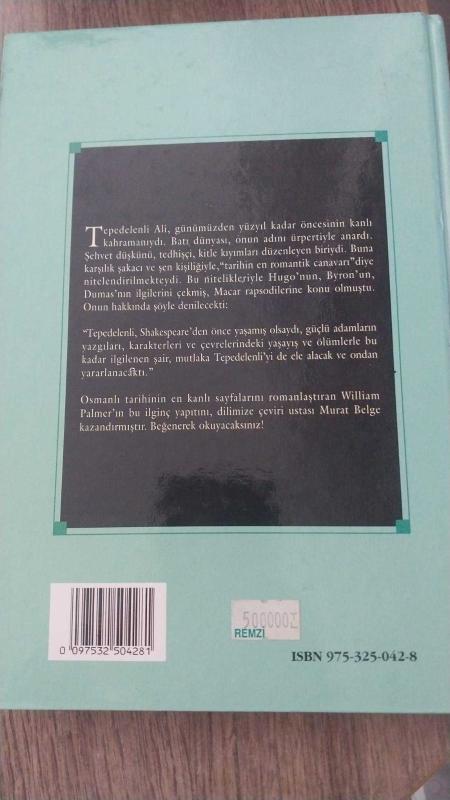 Tepedelenli Ali, günümüzden yüzyıl kadar öncesinin kanlı
kahramanıydı. Batı dünyası, onun adını ürpertiyle anardı.
Şehvet düşkünü, tedhişçi, kitle kıyımları düzenleyen biriydi. Buna
karşılık şakacı ve şen kişiliğiyle,“tarihin en romantik canavarı”diye
nitelendirilmekteydi. Bu nitelikleriyle Hugo'nun, Byron'un,
Dumas'nın ilgilerini çekmiş, Macar rapsodilerine konu olmuştu.
Onun hakkında şöyle denilecekti:
“Tepedelenli, Shakespeare'den önce yaşamış olsaydı, güçlü adamların
yazgıları, karakterleri ve çevrelerindeki yaşayış ve ölümlerle bu
kadar ilgilenen şair, mutlaka Tepedelenli'yi de ele alacak ve ondan
Osmanlı tarihinin en kanlı sayfalarını romanlaştıran William
Palmer'ın bu ilginç yapıtını, dilimize çeviri ustası Murat Belge
kazandırmıştır. Beğenerek okuyacaksınız!
500000
REMZİ
0 097532 504281
ISBN 975-325-042-8